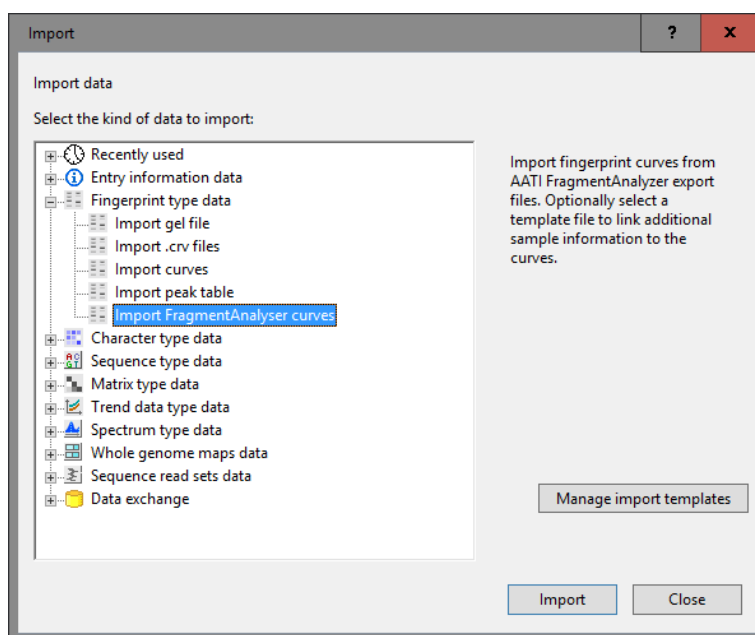 Import
?
x
Import data
Select the kind of data to import:
Recently used
Entry information data
Fingerprint type data
Import gel file
Import .crv files
Import curves
Import peak table
Import FragmentAnalyser curves
Character type data
Sequence type data
Matrix type data
Trend data type data
Spectrum type data
Whole genome maps data
Sequence read sets data
Data exchange
Import fingerprint curves from
AATI FragmentAnalyzer export
files. Optionally select a
template file to link additional
sample information to the
curves.
Manage import templates
Import
Close